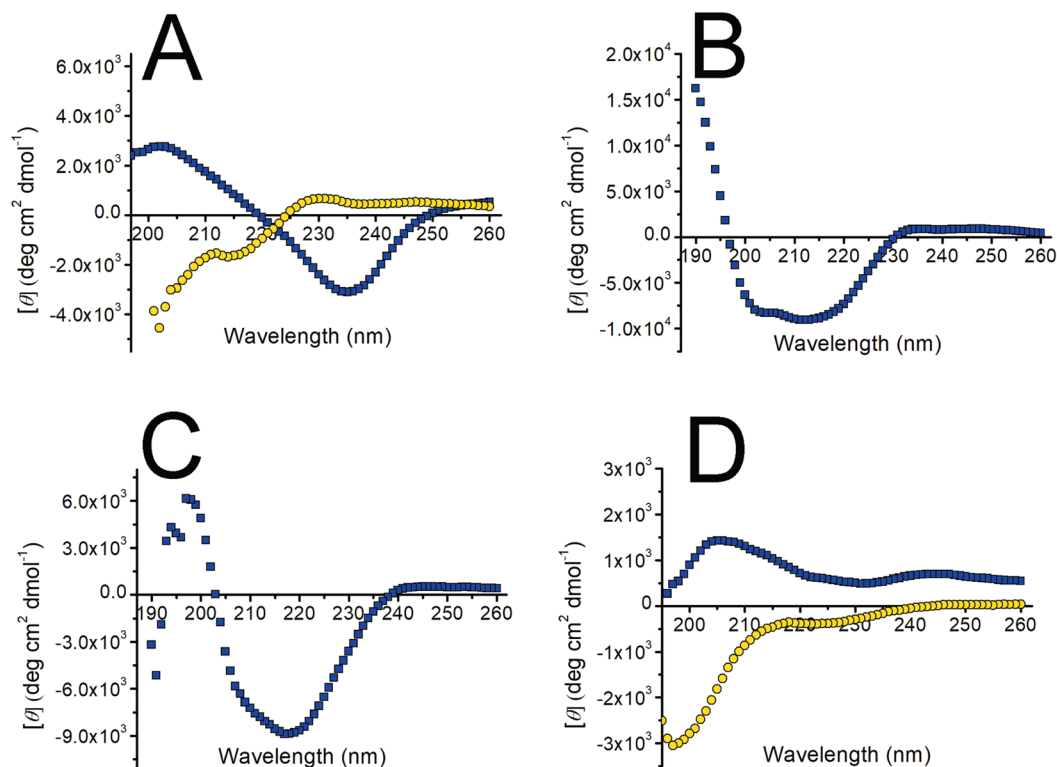 A
6.0x10³
4.0x10³
2.0x10³
0.0
-2.0x10³
-4.0x10³
200 210 220 230 240 250 260
[θ] (deg cm² dmol⁻¹)
Wavelength (nm)
B
2.0x10⁴
1.5x10⁴
1.0x10⁴
5.0x10³
0.0
-5.0x10³
-1.0x10⁴
190 200 210 220 230 240 250 260
[θ] (deg cm² dmol⁻¹)
Wavelength (nm)
C
6.0x10³
3.0x10³
0.0
-3.0x10³
-6.0x10³
-9.0x10³
190 200 210 220 230 240 250 260
[θ] (deg cm² dmol⁻¹)
Wavelength (nm)
D
3x10³
2x10³
1x10³
0
-1x10³
-2x10³
-3x10³
200 210 220 230 240 250 260
[θ] (deg cm² dmol⁻¹)
Wavelength (nm)